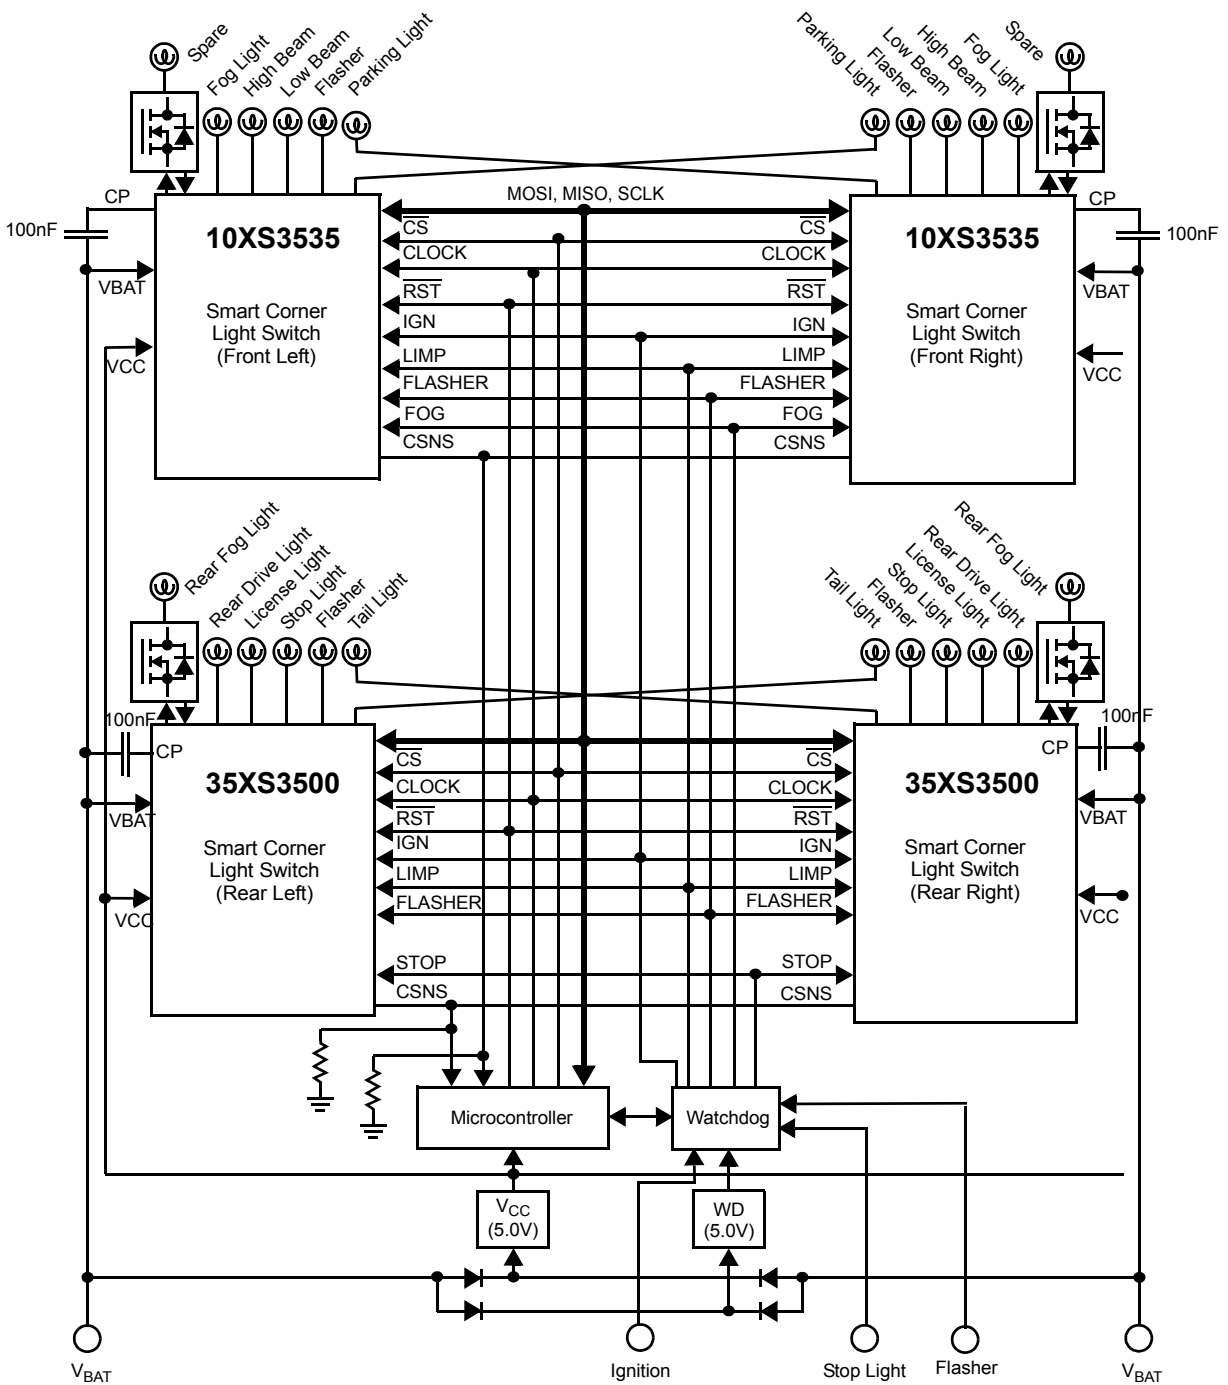 Spare
Fog Light
High Beam
Low Beam
Flasher
Parking Light
Parking Light
Flasher
Low Beam
High Beam
Fog Light
Spare
CP
100nF
VBAT
VCC
10XS3535
Smart Corner
Light Switch
(Front Left)
MOSI, MISO, SCLK
CS
CS
CLOCK
CLOCK
RST
RST
IGN
IGN
LIMP
LIMP
FLASHER
FLASHER
FOG
FOG
CSNS
CSNS
10XS3535
Smart Corner
Light Switch
(Front Right)
CP
100nF
VBAT
VCC
Rear Fog Light
Rear Drive Light
License Light
Stop Light
Flasher
Tail Light
Tail Light
Flasher
Stop Light
License Light
Rear Drive Light
Rear Fog Light
100nF
CP
VBAT
VCC
35XS3500
Smart Corner
Light Switch
(Rear Left)
CS
CS
CLOCK
CLOCK
RST
RST
IGN
IGN
LIMP
LIMP
FLASHER
FLASHER
STOP
STOP
CSNS
CSNS
35XS3500
Smart Corner
Light Switch
(Rear Right)
100nF
CP
VBAT
VCC
Microcontroller
Watchdog
VCC
(5.0V)
WD
(5.0V)
VBAT
Ignition
Stop Light
Flasher
VBAT